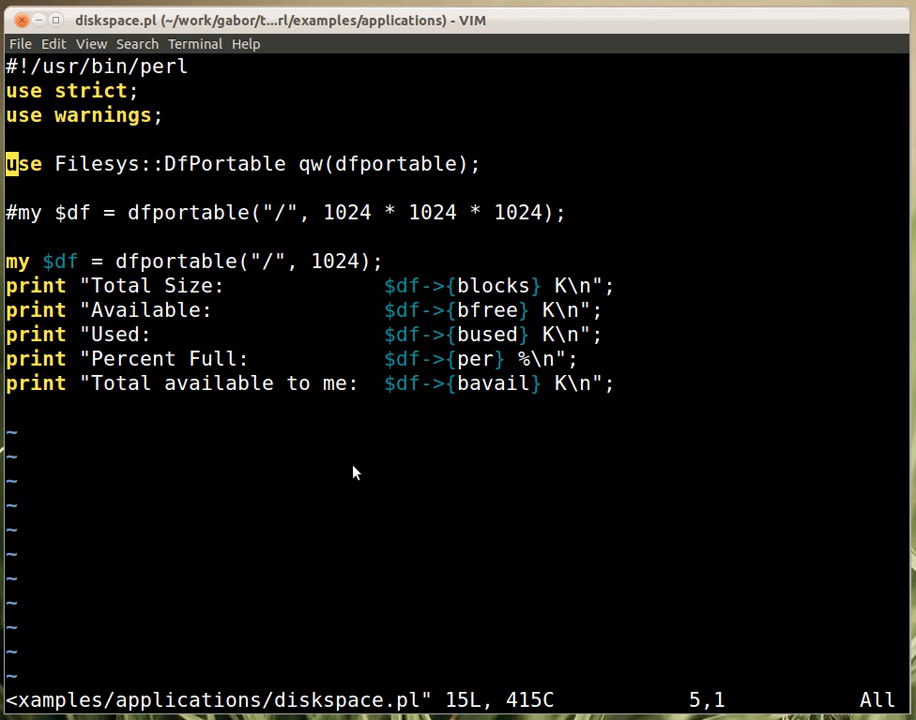 diskspace.pl (~/work/gabor/t...rl/examples/applications) - VIM
File Edit View Search Terminal Help
#!/usr/bin/perl
use strict;
use warnings;
use Filesys::DfPortable qw(dfportable);
#my $df = dfportable("/", 1024 * 1024 * 1024);
my $df = dfportable("/", 1024);
print "Total Size:             $df->{blocks} K\n";
print "Available:              $df->{bfree} K\n";
print "Used:                   $df->{bused} K\n";
print "Percent Full:           $df->{per} %\n";
print "Total available to me:  $df->{bavail} K\n";
~
~
~
~
~
~
~
~
~
~
~
<xamples/applications/diskspace.pl" 15L, 415C 5,1 All